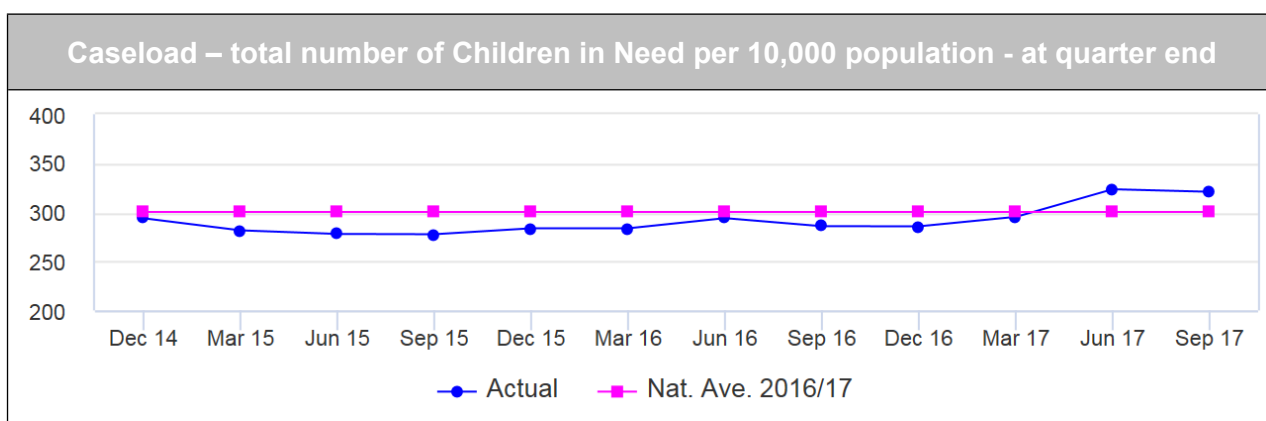 Caseload – total number of Children in Need per 10,000 population - at quarter end
400
350
300
250
200
Dec 14 Mar 15 Jun 15 Sep 15 Dec 15 Mar 16 Jun 16 Sep 16 Dec 16 Mar 17 Jun 17 Sep 17
Actual Nat. Ave. 2016/17